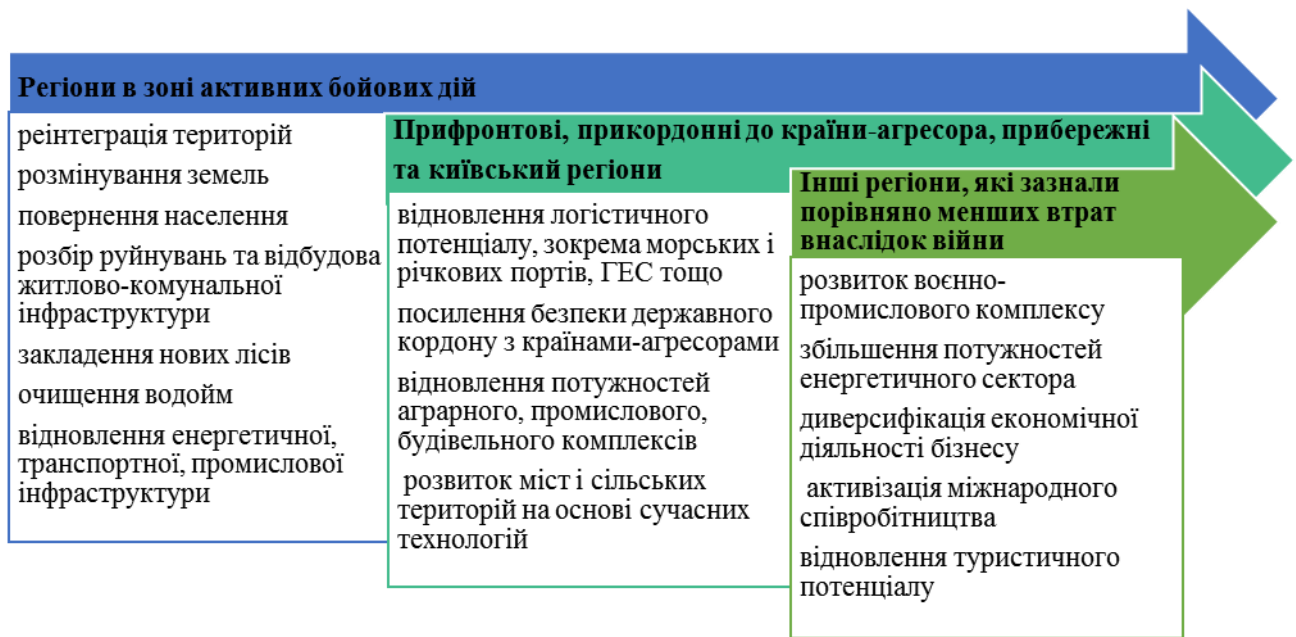 Регіони в зоні активних бойових дій
реінтеграція територій
розмінування земель
повернення населення
розбір руйнувань та відбудова
житлово-комунальної
інфраструктури
закладення нових лісів
очищення водойм
відновлення енергетичної,
транспортної, промислової
інфраструктури
Прифронтові, прикордонні до країни-агресора, прибережні
та київський регіони
відновлення логістичного
потенціалу, зокрема морських і
річкових портів, ГЕС тощо
посилення безпеки державного
кордону з країнами-агресорами
відновлення потужностей
аграрного, промислового,
будівельного комплексів
розвиток міст і сільських
територій на основі сучасних
технологій
Інші регіони, які зазнали
порівняно менших втрат
внаслідок війни
розвиток воєнно-
промислового комплексу
збільшення потужностей
енергетичного сектора
диверсифікація економічної
діяльності бізнесу
активізація міжнародного
співробітництва
відновлення туристичного
потенціалу